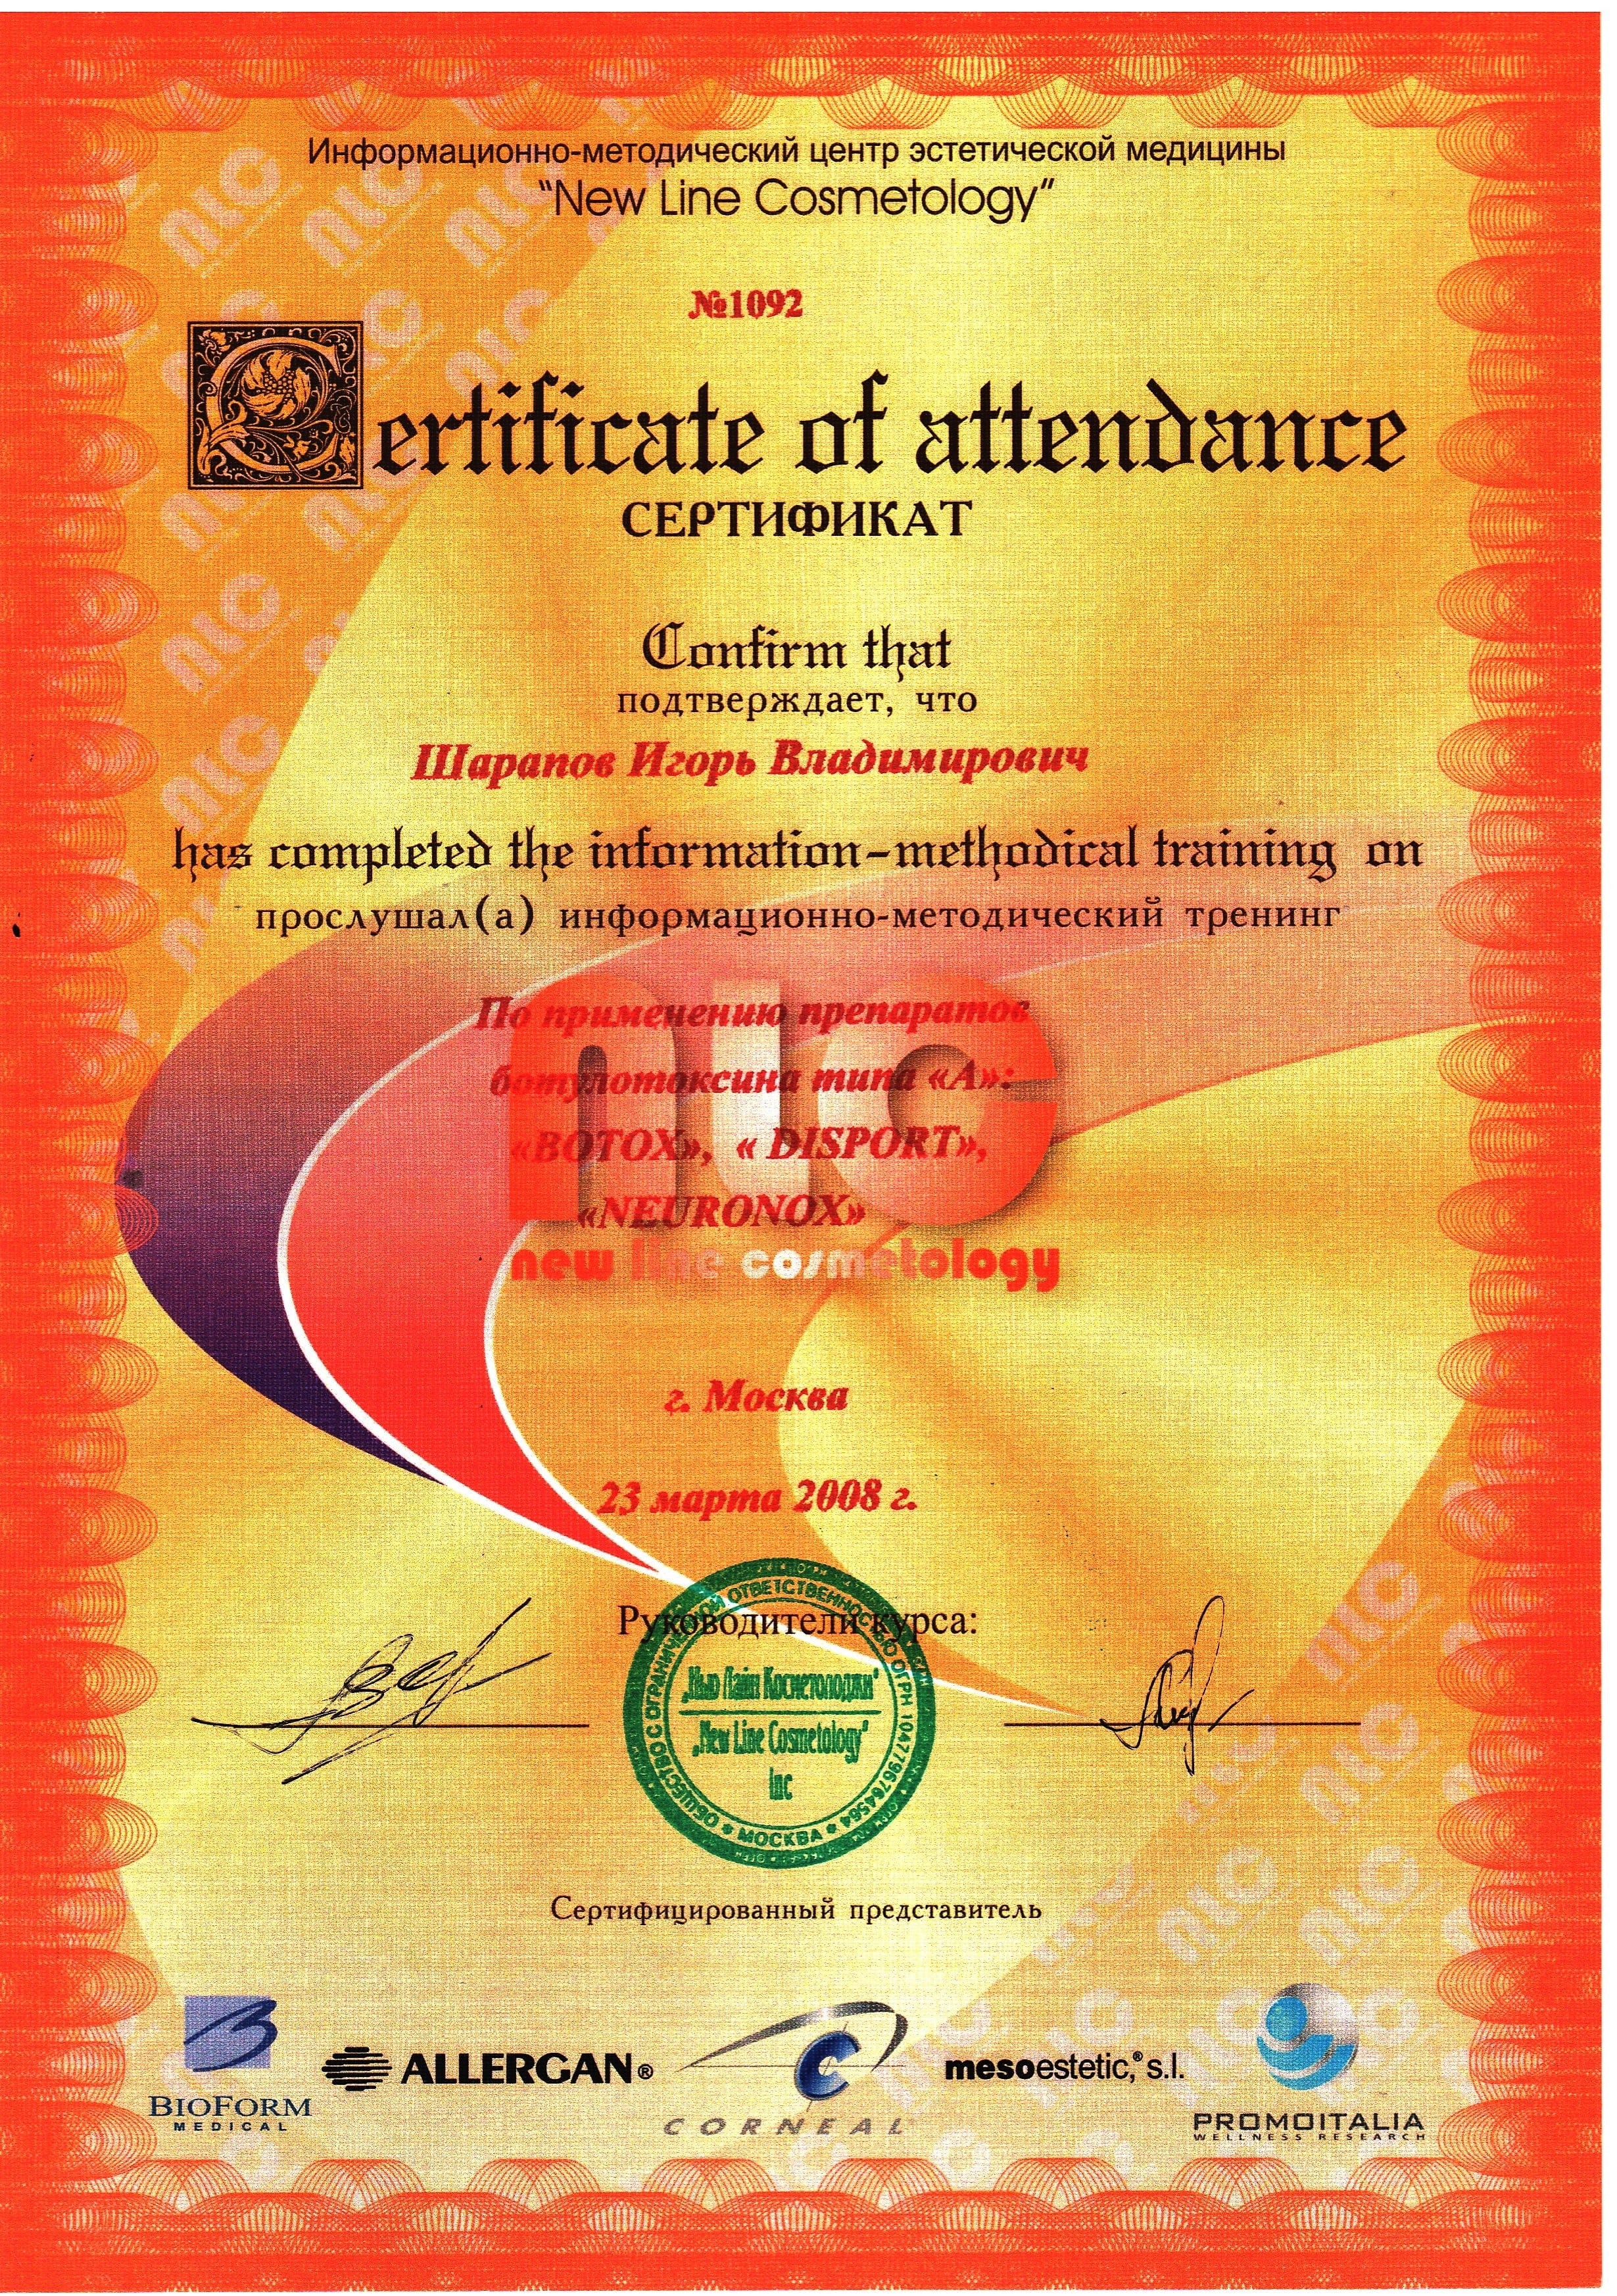 Информационно-методический центр эстетической медицины
“New Line Cosmetology”
№1092
Certificate of attendance
СЕРТИФИКАТ
Confirm that
подтверждает, что
Шарапов Игорь Владимирович
has completed the information-methodical training on
прослушал(а) информационно-методический тренинг
По применению препаратов
ботулотоксина типа «А»:
«BOTOX», « DISPORT»,
«NEURONOX»
nlc
new line cosmetology
г. Москва
23 марта 2008 г.
Руководители курса:
ОБЩЕСТВО С ОГРАНИЧЕННОЙ ОТВЕТСТВЕННОСТЬЮ ОГРН 1047796764564
„Нью Лайн Косметолоджи“
„New Line Cosmetology“
Inc
МОСКВА
Сертифицированный представитель
BIOFORM
MEDICAL
ALLERGAN®
CORNEAL
mesoestetic,® s.l.
PROMOITALIA
WELLNESS RESEARCH